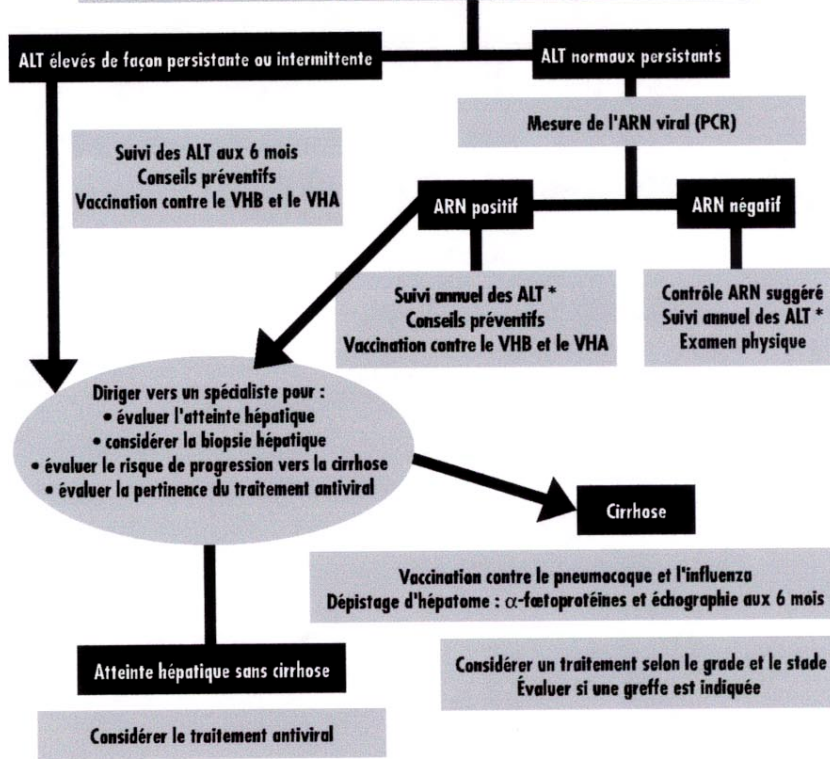 ALT élevés de façon persistante ou intermittente
ALT normaux persistants
Mesure de l'ARN viral (PCR)
Suivi des ALT aux 6 mois
Conseils préventifs
Vaccination contre le VHB et le VHA
ARN positif
ARN négatif
Suivi annuel des ALT *
Conseils préventifs
Vaccination contre le VHB et le VHA
Contrôle ARN suggéré
Suivi annuel des ALT *
Examen physique
Diriger vers un spécialiste pour :
• évaluer l'atteinte hépatique
• considérer la biopsie hépatique
• évaluer le risque de progression vers la cirrhose
• évaluer la pertinence du traitement antiviral
Cirrhose
Vaccination contre le pneumocoque et l'influenza
Dépistage d'hépatome : α-fœtoprotéines et échographie aux 6 mois
Considérer un traitement selon le grade et le stade
Évaluer si une greffe est indiquée
Atteinte hépatique sans cirrhose
Considérer le traitement antiviral